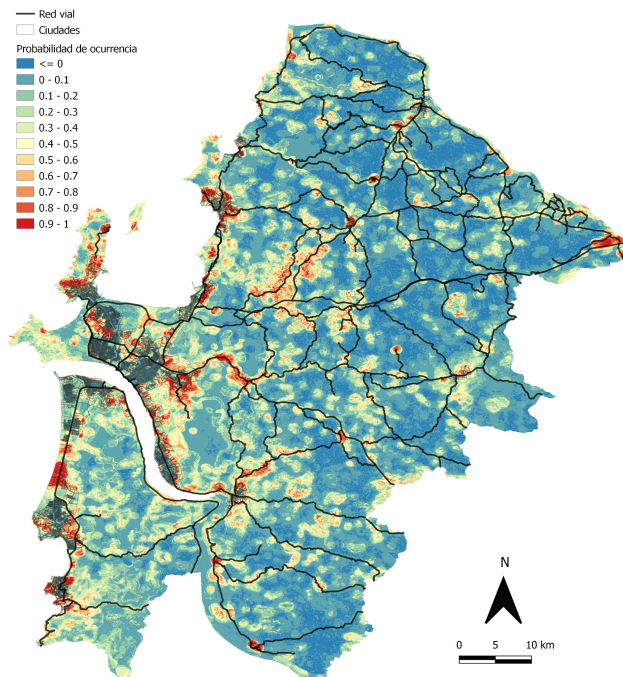 Red vial
Ciudades
Probabilidad de ocurrencia
<= 0
0 - 0.1
0.1 - 0.2
0.2 - 0.3
0.3 - 0.4
0.4 - 0.5
0.5 - 0.6
0.6 - 0.7
0.7 - 0.8
0.8 - 0.9
0.9 - 1
N
0 5 10 km